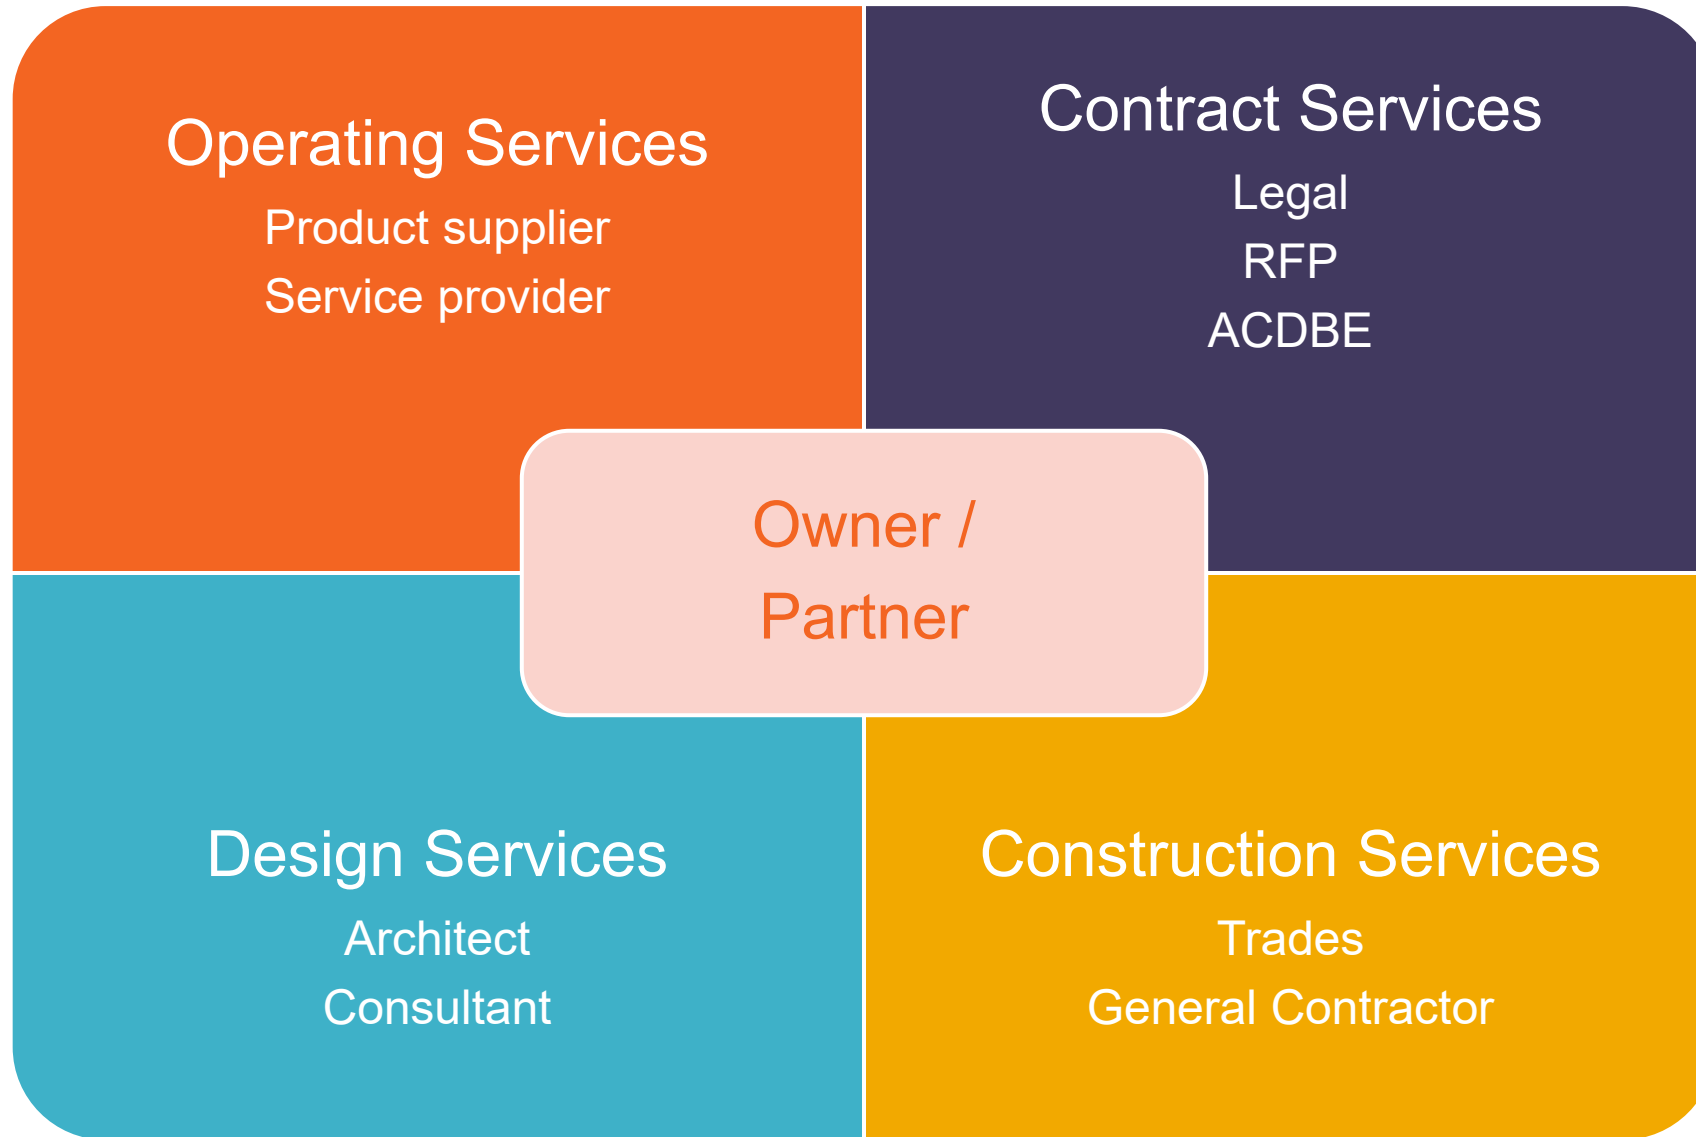 Operating Services
Product supplier
Service provider
Contract Services
Legal
RFP
ACDBE
Owner /
Partner
Design Services
Architect
Consultant
Construction Services
Trades
General Contractor